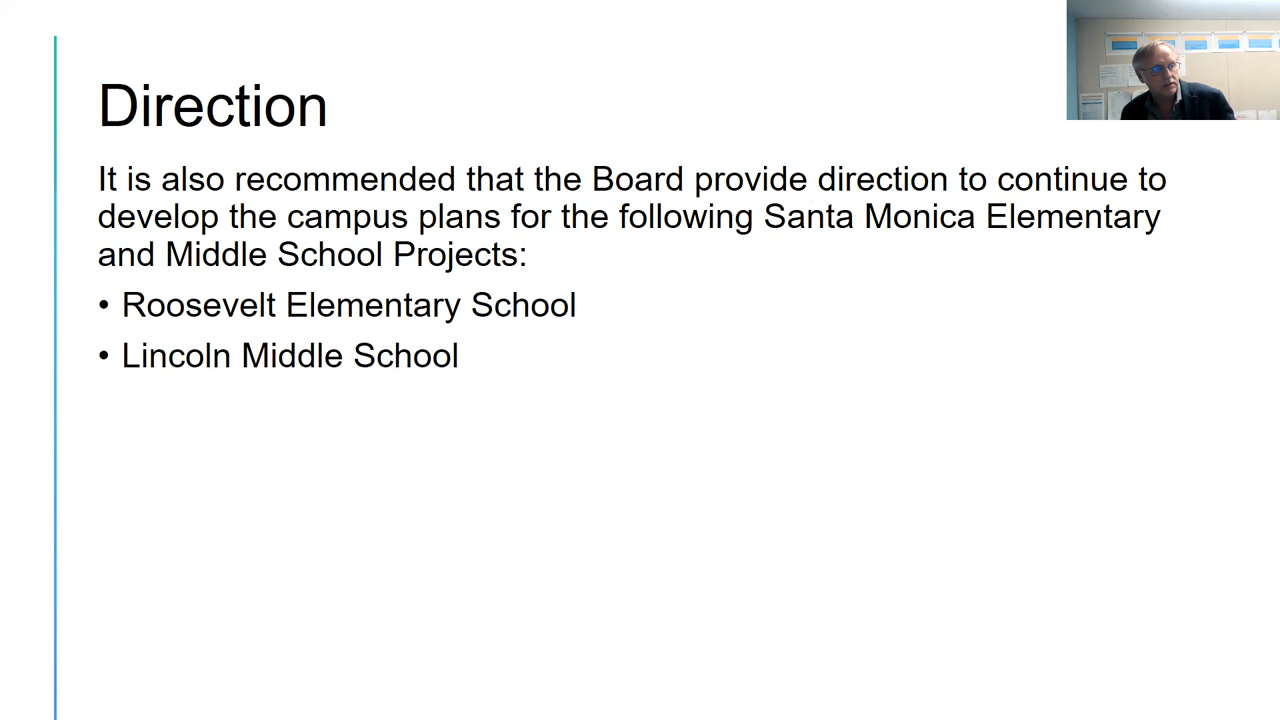 Direction
It is also recommended that the Board provide direction to continue to
develop the campus plans for the following Santa Monica Elementary
and Middle School Projects:
• Roosevelt Elementary School
• Lincoln Middle School